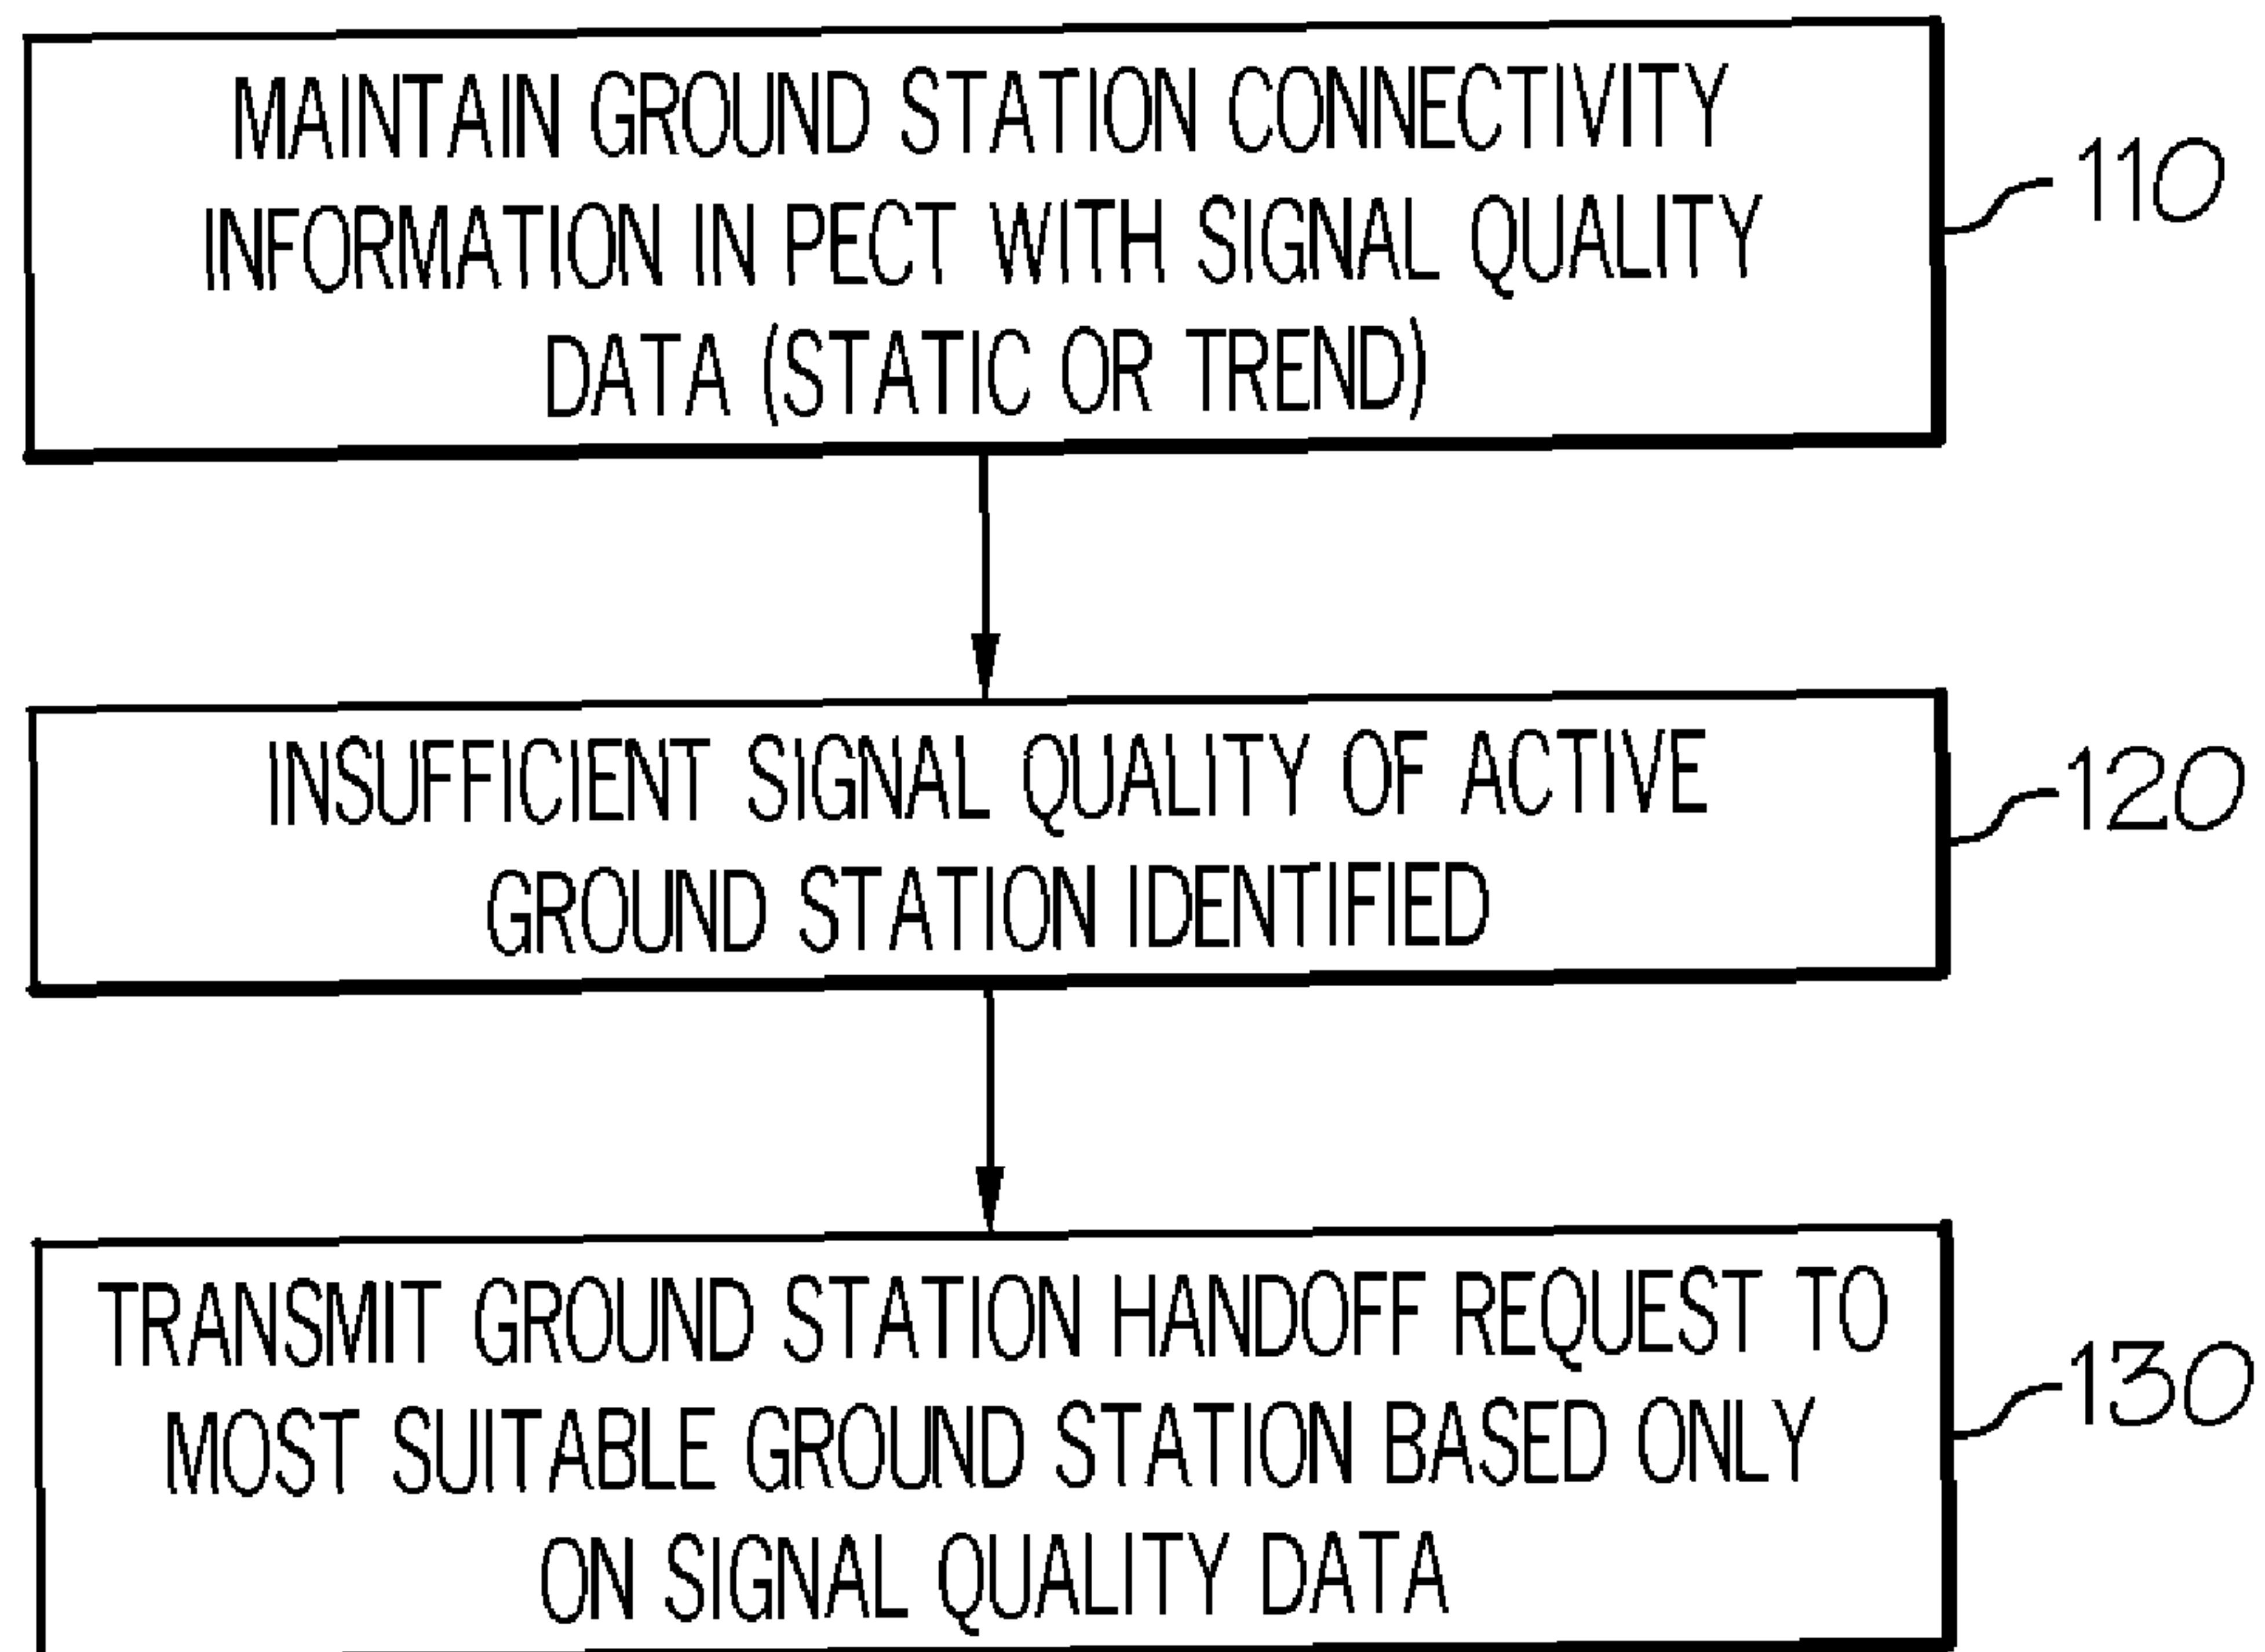 MAINTAIN GROUND STATION CONNECTIVITY
INFORMATION IN PECT WITH SIGNAL QUALITY
DATA (STATIC OR TREND)
110
INSUFFICIENT SIGNAL QUALITY OF ACTIVE
GROUND STATION IDENTIFIED
120
TRANSMIT GROUND STATION HANDOFF REQUEST TO
MOST SUITABLE GROUND STATION BASED ONLY
ON SIGNAL QUALITY DATA
130